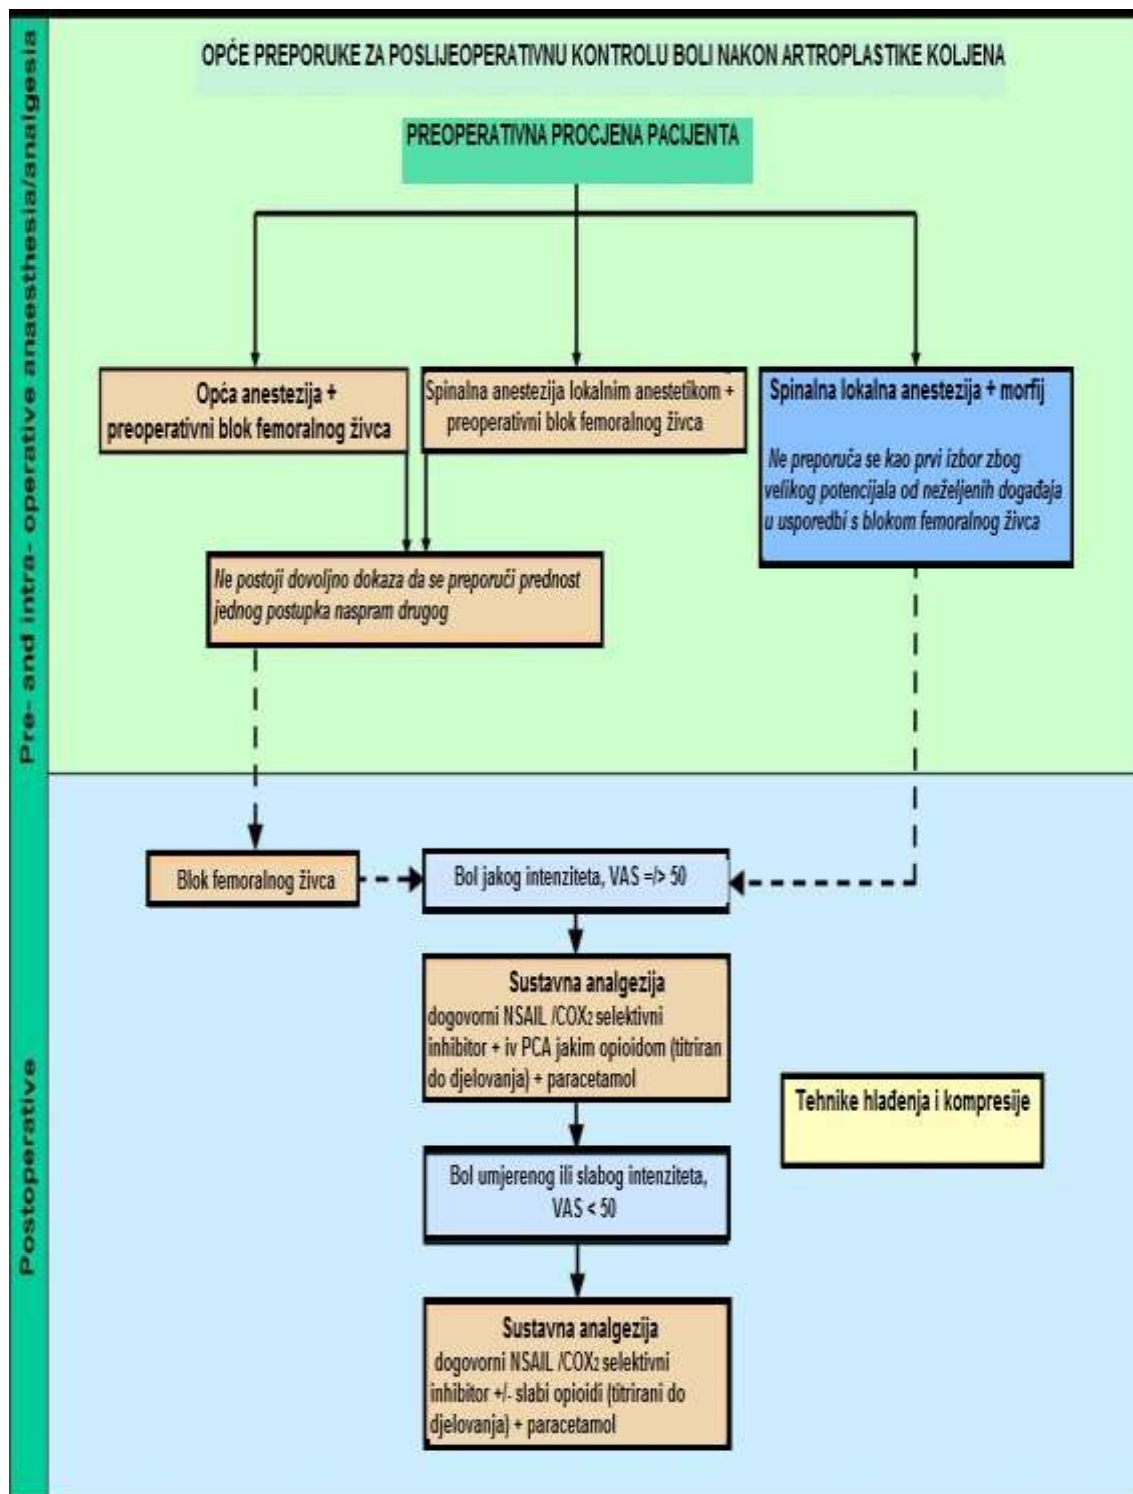 OPĆE PREPORUKE ZA POSLIJEOPERATIVNU KONTROLU BOLI NAKON ARTROPLASTIKE KOLJENA
PREOPERATIVNA PROCJENA PACIJENTA
Pre- and intra- operative anaesthesia/analgesia
Opća anestezija +
preoperativni blok femoralnog živca
Spinalna anestezija lokalnim anestetikom +
preoperativni blok femoralnog živca
Spinalna lokalna anestezija + morfij
Ne preporuča se kao prvi izbor zbog
velikog potencijala od neželjenih događaja
u usporedbi s blokom femoralnog živca
Ne postoji dovoljno dokaza da se preporuči prednost
jednog postupka naspram drugog
Postoperative
Blok femoralnog živca
Bol jakog intenziteta, VAS =/> 50
Sustavna analgezija
dogovorni NSAIL /COX₂ selektivni
inhibitor + iv PCA jakim opioidom (titriran
do djelovanja) + paracetamol
Tehnike hlađenja i kompresije
Bol umjerenog ili slabog intenziteta,
VAS < 50
Sustavna analgezija
dogovorni NSAIL /COX₂ selektivni
inhibitor +/- slabi opioidi (titrirani do
djelovanja) + paracetamol